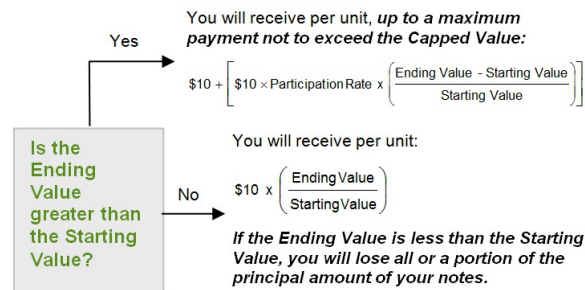 You will receive per unit, up to a maximum
payment not to exceed the Capped Value:
Yes
$10 + [ $10 × Participation Rate x ( Ending Value - Starting Value / Starting Value ) ]
Is the
Ending
Value
greater than
the Starting
Value?
No
You will receive per unit:
$10 x ( Ending Value / Starting Value )
If the Ending Value is less than the Starting
Value, you will lose all or a portion of the
principal amount of your notes.